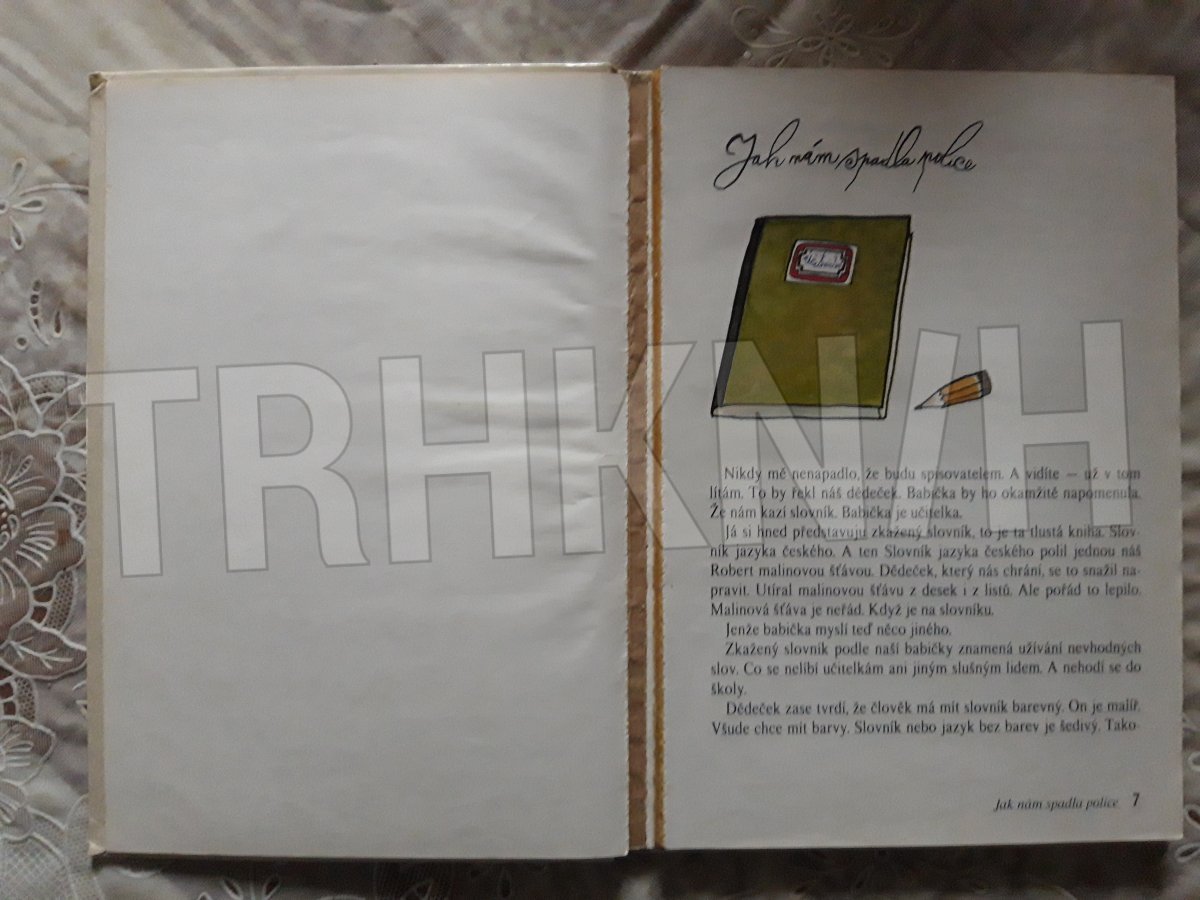 Jak nám spadla police
TRHKNIH
Nikdy mě nenapadlo, že budu spisovatelem. A vidíte — už v tom
lítám. To by řekl náš dědeček. Babička by ho okamžitě napomenula.
Že nám kazí slovník. Babička je učitelka.
Já si hned představuju zkažený slovník, to je ta tlustá kniha. Slov-
ník jazyka českého. A ten Slovník jazyka českého polil jednou náš
Robert malinovou šťávou. Dědeček, který nás chrání, se to snažil na-
pravit. Utíral malinovou šťávu z desek i z listů. Ale pořád to lepilo.
Malinová šťáva je neřád. Když je na slovníku.
Jenže babička myslí teď něco jiného.
Zkažený slovník podle naší babičky znamená užívání nevhodných
slov. Co se nelíbí učitelkám ani jiným slušným lidem. A nehodí se do
školy.
Dědeček zase tvrdí, že člověk má mít slovník barevný. On je malíř.
Všude chce mít barvy. Slovník nebo jazyk bez barev je šedivý. Tako-
Jak nám spadla police 7